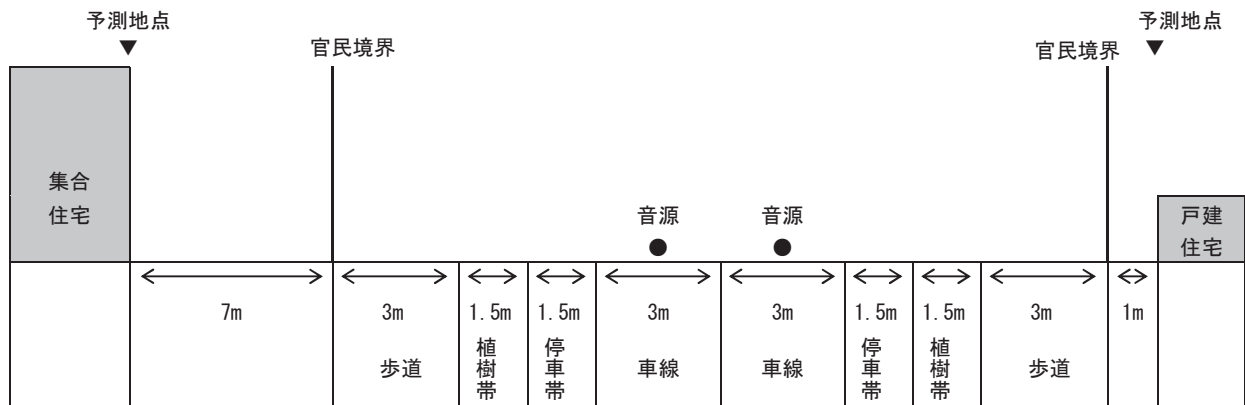 予測地点
▼
官民境界
官民境界
予測地点
▼
集合
住宅
音源
●
音源
●
戸建
住宅
7m
3m
1.5m
1.5m
3m
3m
1.5m
1.5m
3m
1m
歩道
植樹帯
停車帯
車線
車線
停車帯
植樹帯
歩道